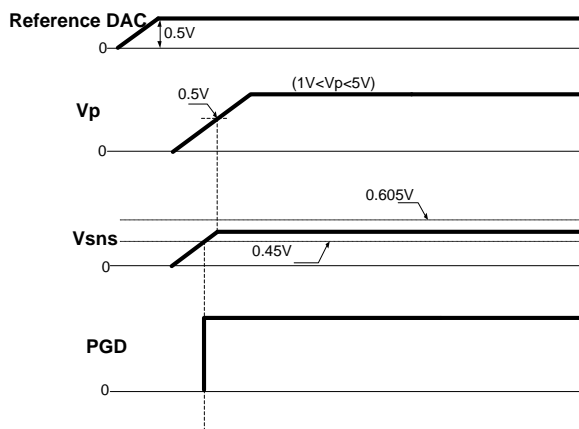 Reference DAC
0.5V
0
(1V<Vp<5V)
0.5V
Vp
0
0.605V
Vsns
0.45V
0
PGD
0